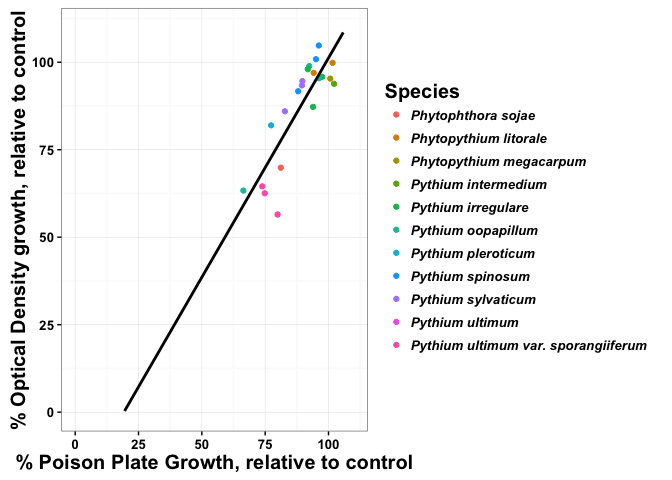 % Optical Density growth, relative to control
100
75
50
25
0
0 25 50 75 100
% Poison Plate Growth, relative to control
Species
Phytophthora sojae
Phytopythium litorale
Phytopythium megacarpum
Pythium intermedium
Pythium irregulare
Pythium oopapillum
Pythium pleroticum
Pythium spinosum
Pythium sylvaticum
Pythium ultimum
Pythium ultimum var. sporangiiferum